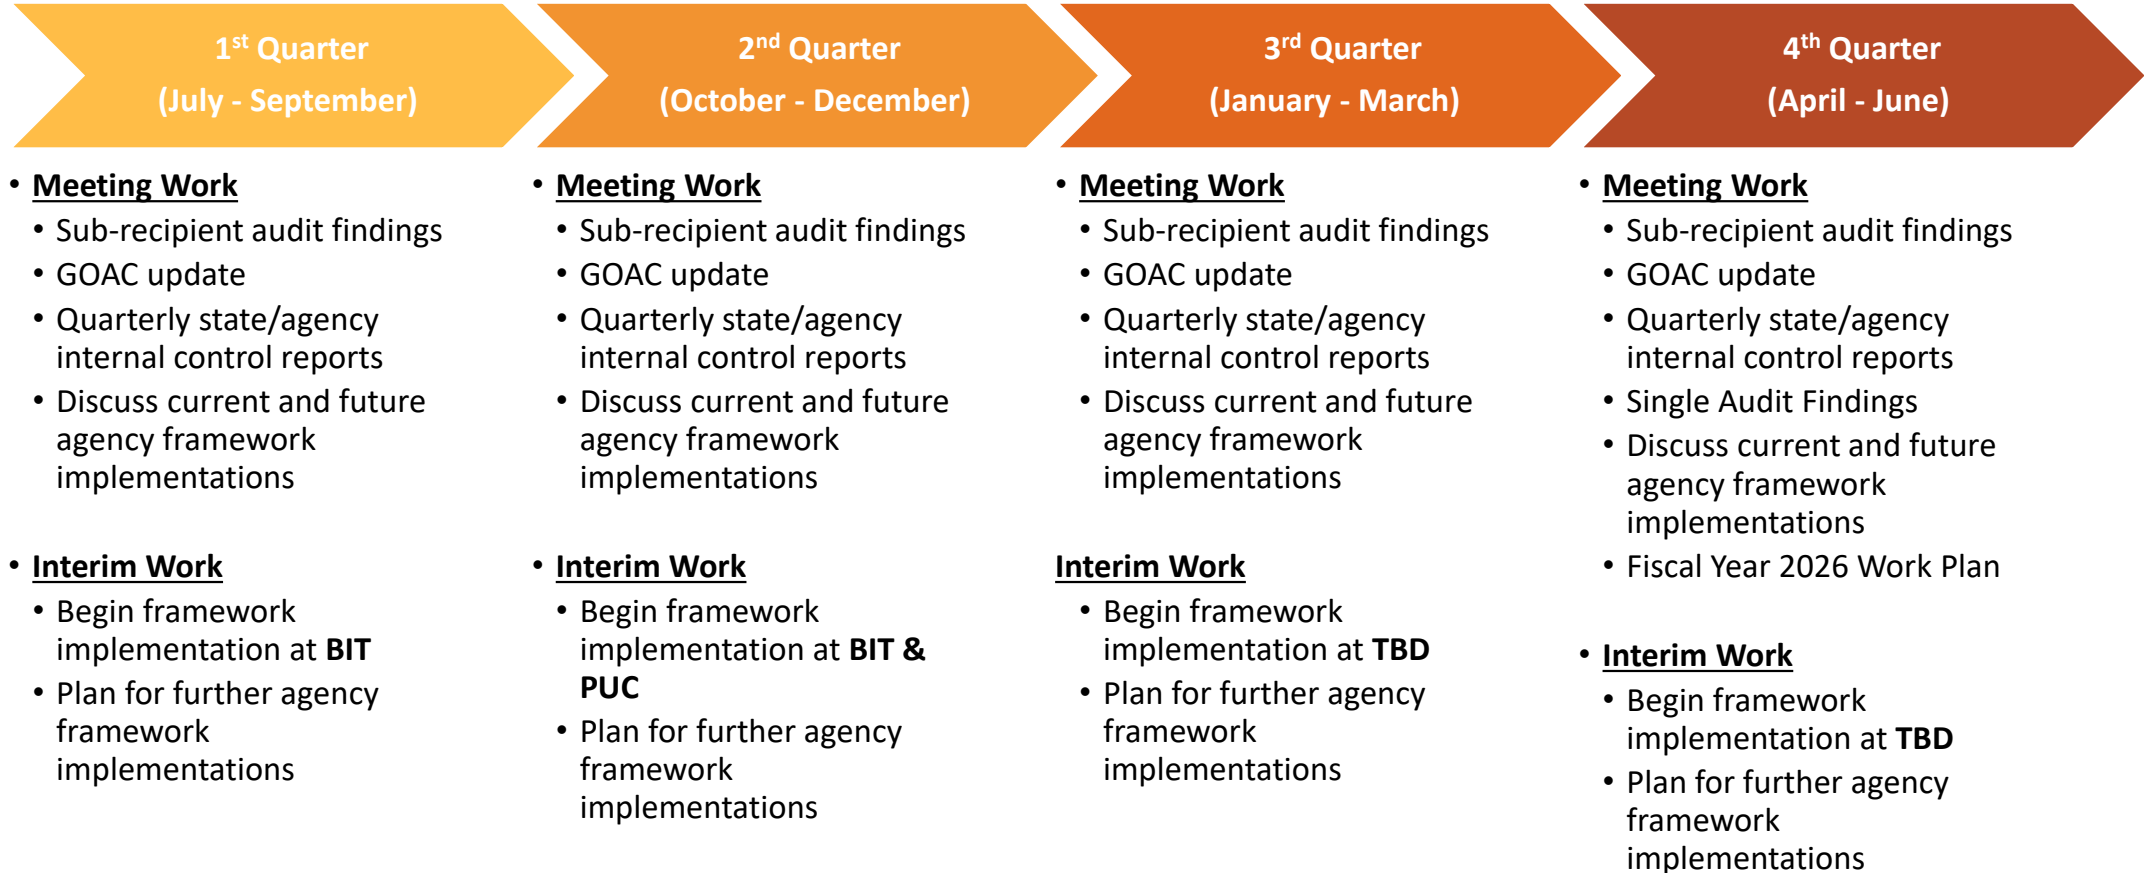 1st Quarter
(July - September)
• Meeting Work
• Sub-recipient audit findings
• GOAC update
• Quarterly state/agency
internal control reports
• Discuss current and future
agency framework
implementations
• Interim Work
• Begin framework
implementation at BIT
• Plan for further agency
framework
implementations
2nd Quarter
(October - December)
• Meeting Work
• Sub-recipient audit findings
• GOAC update
• Quarterly state/agency
internal control reports
• Discuss current and future
agency framework
implementations
• Interim Work
• Begin framework
implementation at BIT &
PUC
• Plan for further agency
framework
implementations
3rd Quarter
(January - March)
• Meeting Work
• Sub-recipient audit findings
• GOAC update
• Quarterly state/agency
internal control reports
• Discuss current and future
agency framework
implementations
Interim Work
• Begin framework
implementation at TBD
• Plan for further agency
framework
implementations
4th Quarter
(April - June)
• Meeting Work
• Sub-recipient audit findings
• GOAC update
• Quarterly state/agency
internal control reports
• Single Audit Findings
• Discuss current and future
agency framework
implementations
• Fiscal Year 2026 Work Plan
• Interim Work
• Begin framework
implementation at TBD
• Plan for further agency
framework
implementations